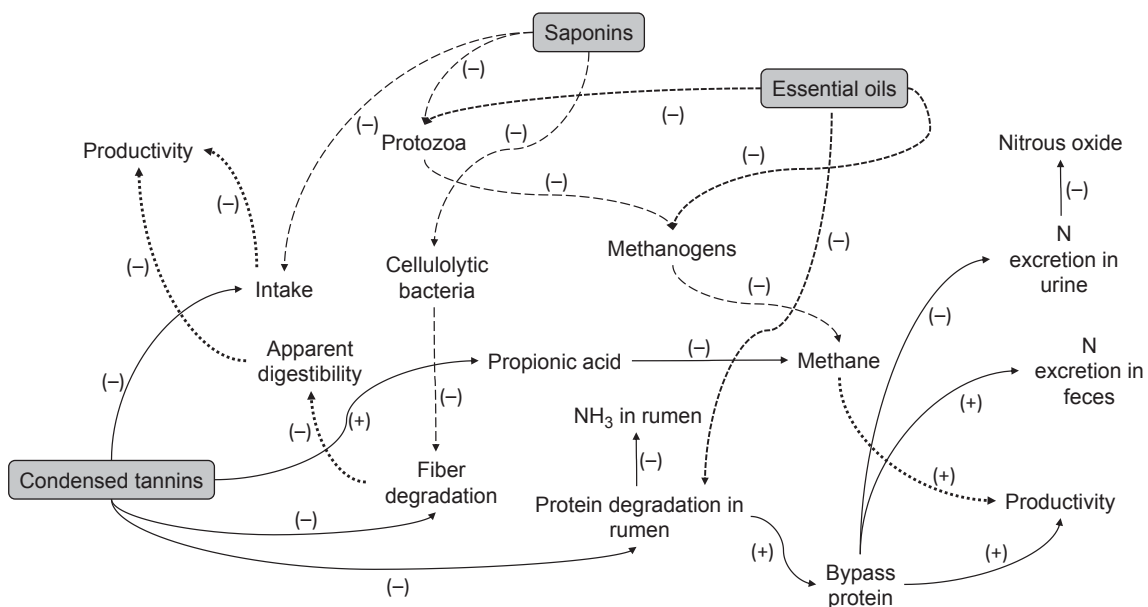 Saponins
(–)
Essential oils
(–)
(–)
(–)
(–)
Protozoa
Productivity
Nitrous oxide
(–)
(–)
(–)
(–)
N
excretion in
urine
Methanogens
(–)
Cellulolytic
bacteria
(–)
Intake
(–)
(–)
Apparent
digestibility
Propionic acid
(–)
Methane
N
excretion in
feces
(–)
(–)
(+)
(+)
NH3 in rumen
(–)
(–)
Condensed tannins
Fiber
degradation
(+)
Protein degradation in
rumen
Productivity
(–)
(+)
(+)
Bypass
protein
(–)